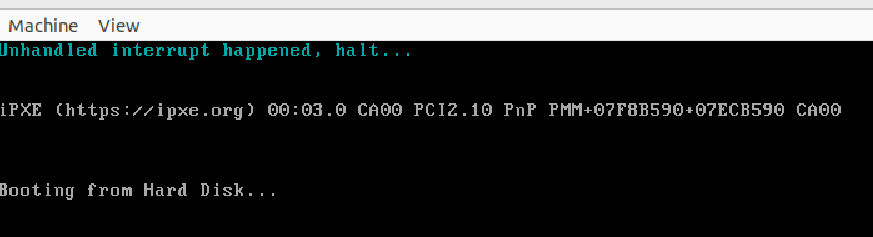 Machine View
Unhandled interrupt happened, halt...
iPXE (https://ipxe.org) 00:03.0 CA00 PCI2.10 PnP PMM+07F8B590+07ECB590 CA00
Booting from Hard Disk...